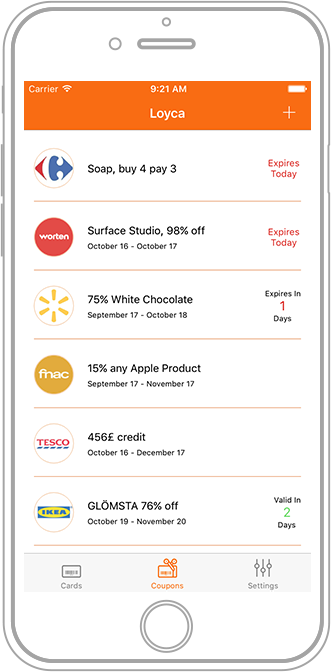 Carrier 9:21 AM
Loyca
Soap, buy 4 pay 3
Expires
Today
worten
Surface Studio, 98% off
October 16 - October 17
Expires
Today
75% White Chocolate
September 17 - October 18
Expires In
1
Days
fnac
15% any Apple Product
September 17 - November 17
TESCO
456£ credit
October 16 - December 17
IKEA
GLÖMSTA 76% off
October 19 - November 20
Valid In
2
Days
Cards
Coupons
Settings